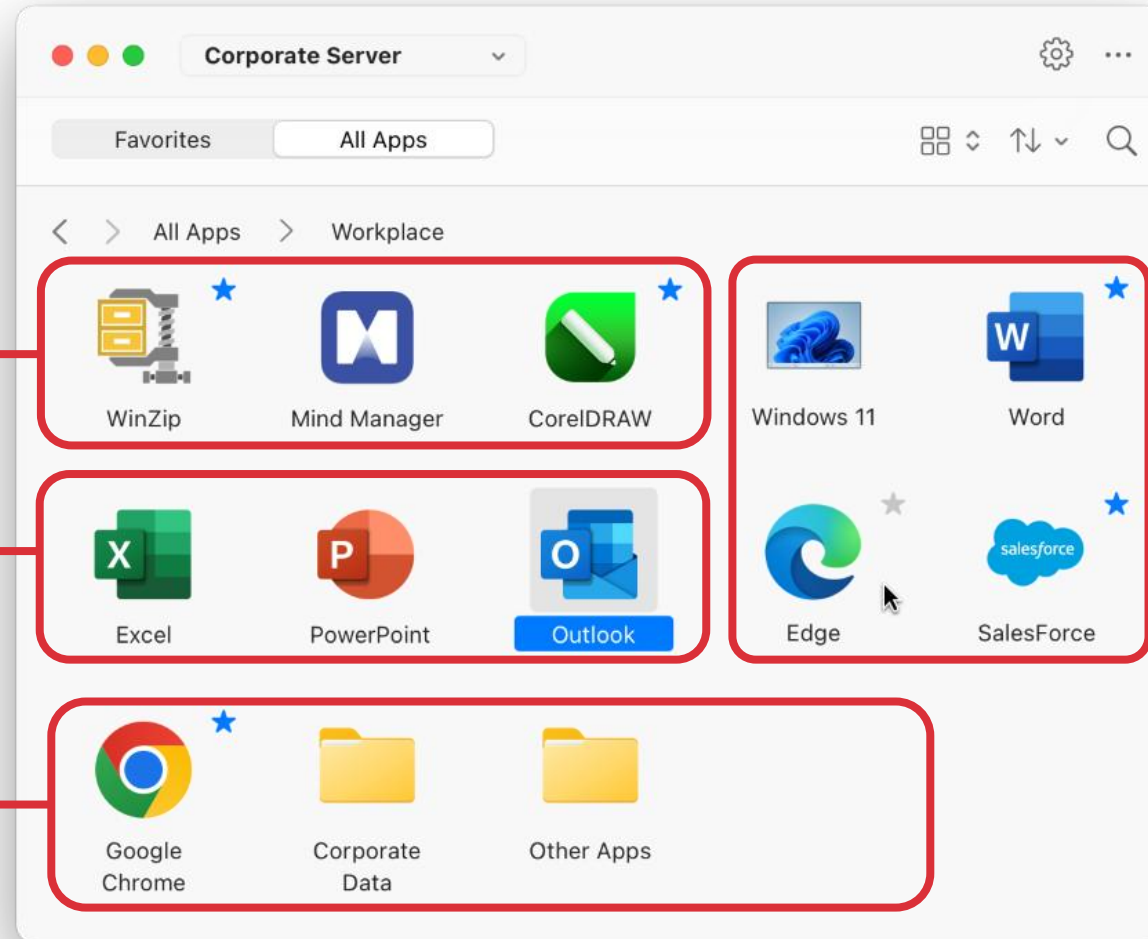 Corporate Server
Favorites
All Apps
All Apps
Workplace
WinZip
Mind Manager
CorelDRAW
Windows 11
W
Word
X
Excel
P
PowerPoint
O
Outlook
Edge
salesforce
SalesForce
Google
Chrome
Corporate
Data
Other Apps